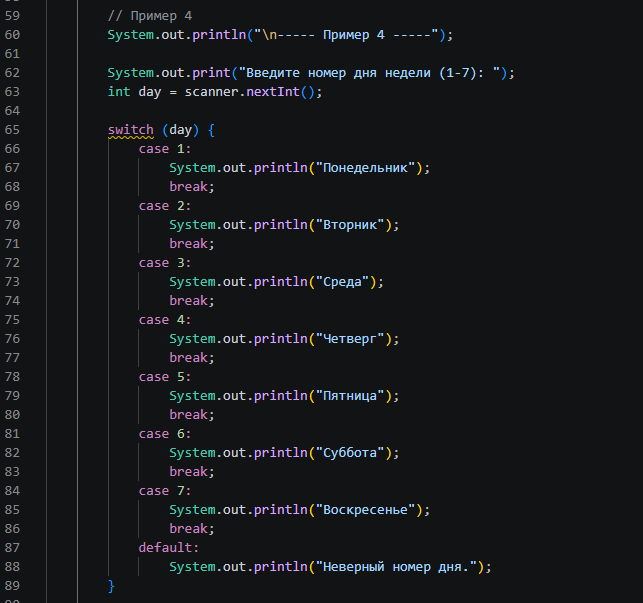 59 // Пример 4
60 System.out.println("\n----- Пример 4 -----");
61
62 System.out.print("Введите номер дня недели (1-7): ");
63 int day = scanner.nextInt();
64
65 switch (day) {
66 case 1:
67 System.out.println("Понедельник");
68 break;
69 case 2:
70 System.out.println("Вторник");
71 break;
72 case 3:
73 System.out.println("Среда");
74 break;
75 case 4:
76 System.out.println("Четверг");
77 break;
78 case 5:
79 System.out.println("Пятница");
80 break;
81 case 6:
82 System.out.println("Суббота");
83 break;
84 case 7:
85 System.out.println("Воскресенье");
86 break;
87 default:
88 System.out.println("Неверный номер дня.");
89 }